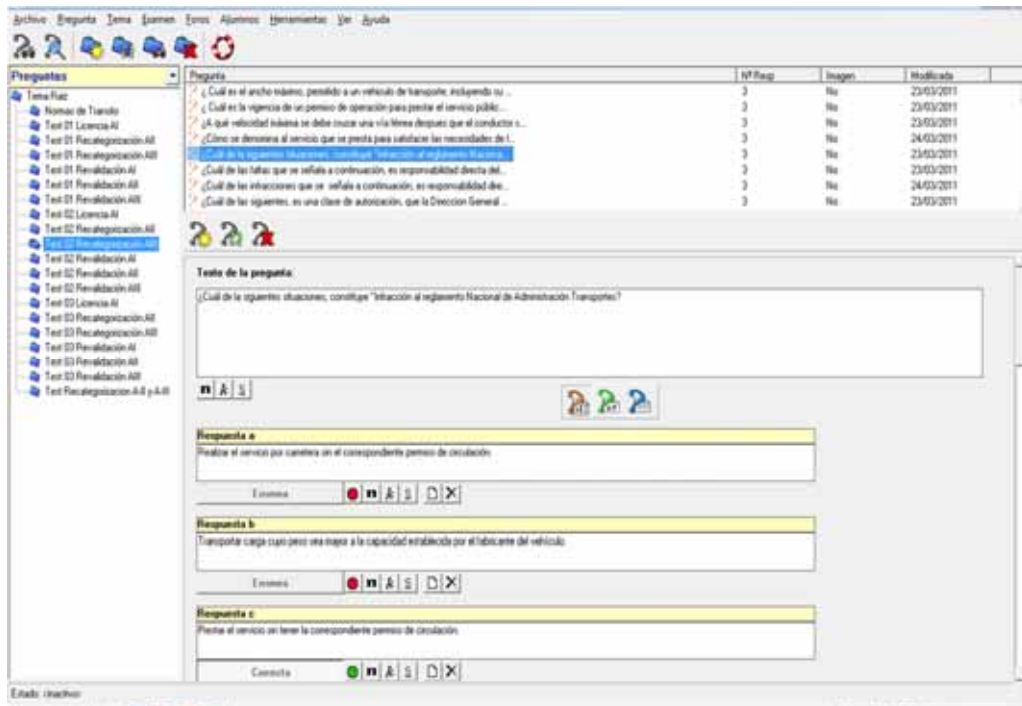 Archivo Pregunta Tema Examen Foros Alumnos Herramientas Ver Ayuda
Preguntas
Tema Raiz
Normas de Transito
Test 01 Licencia AI
Test 01 Recategorización AII
Test 01 Recategorización AIII
Test 01 Revalidación AI
Test 01 Revalidación AII
Test 01 Revalidación AIII
Test 02 Licencia AI
Test 02 Recategorización AII
Test 02 Recategorización AIII
Test 02 Revalidación AI
Test 02 Revalidación AII
Test 02 Revalidación AIII
Test 03 Licencia AI
Test 03 Recategorización AII
Test 03 Recategorización AIII
Test 03 Revalidación AI
Test 03 Revalidación AII
Test 03 Revalidación AIII
Test Recategorizacion A-II y A-III
Pregunta Nº Resp Imagen Modificada
¿ Cuál es el ancho máximo, permitido a un vehículo de transporte, incluyendo su ... 3 No 23/03/2011
¿ Cuál es la vigencia de un permiso de operación para prestar el servicio públic... 3 No 23/03/2011
¿A qué velocidad máxima se debe cruzar una vía férrea despues que el conductor s... 3 No 23/03/2011
¿Cómo se denomina al servicio que se presta para satisfacer las necesidades de t... 3 No 24/03/2011
¿Cuál de la siguientes situaciones, constituye "Infracción al reglamento Naciona... 3 No 23/03/2011
¿Cuál de las faltas que se señala a continuación, es responsabilidad directa del... 3 No 23/03/2011
¿Cuál de las infracciones que se señala a continuación, es responsabilidad dire... 3 No 24/03/2011
¿Cuál de las siguientes, es una clase de autorización, que la Direccion General ... 3 No 23/03/2011
Texto de la pregunta:
¿Cuál de la siguientes situaciones, constituye "Infracción al reglamento Nacional de Administración Transportes?
n k s
Respuesta a
Realizar el servicio por carretera sin el correspondiente permiso de circulación.
Erronea n k s
Respuesta b
Transportar carga cuyo peso sea mayor a la capacidad establecida por el fabricante del vehículo.
Erronea n k s
Respuesta c
Prestar el servicio sin tener la correspondiente permiso de circulación.
Correcta n k s
Estado: Inactivo